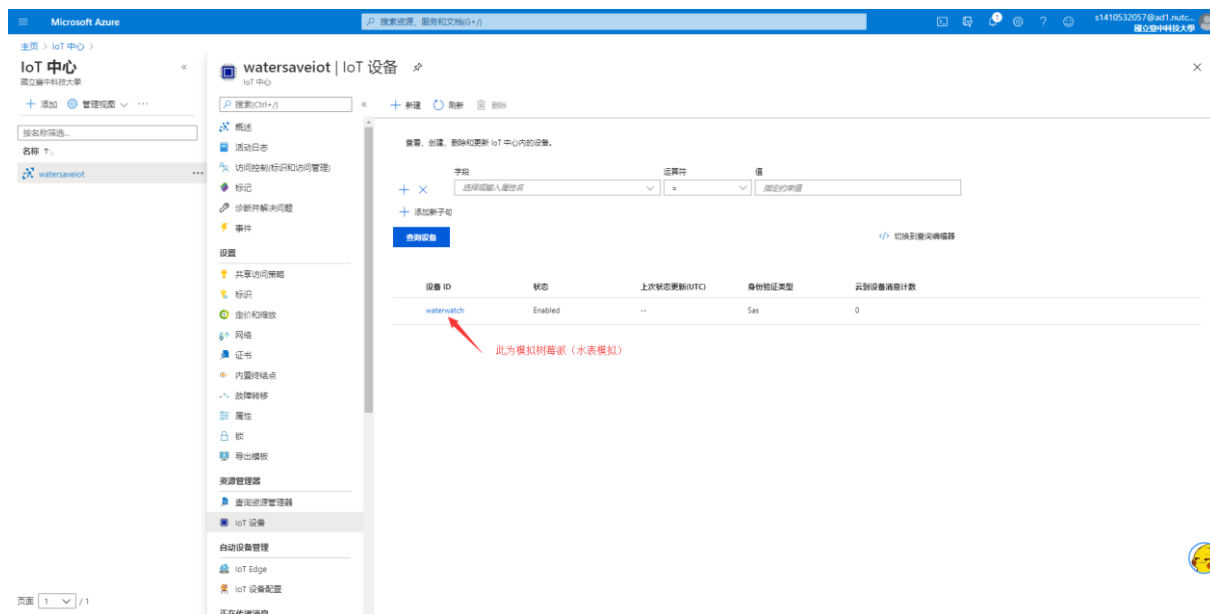 Microsoft Azure
搜索资源、服务和文档(G+/)
s1410532057@ad1.nutc...
國立臺中科技大學
主页 > IoT 中心 >
IoT 中心
國立臺中科技大學
添加
管理视图
按名称筛选...
名称 ↑↓
watersaveiot
页面 1 / 1
watersaveiot | IoT 设备
IoT 中心
搜索(Ctrl+/)
概述
活动日志
访问控制(标识和访问管理)
标记
诊断并解决问题
事件
设置
共享访问策略
标识
定价和缩放
网络
证书
内置终结点
故障转移
属性
锁
导出模板
资源管理器
查询资源管理器
IoT 设备
自动设备管理
IoT Edge
IoT 设备配置
正在传递消息
新建 刷新 删除
查看、创建、删除和更新 IoT 中心内的设备。
字段 运算符 值
选择或输入属性名 = 指定约束值
添加新子句
查询设备
</> 切换到查询编辑器
设备 ID 状态 上次状态更新(UTC) 身份验证类型 云到设备消息计数
waterwatch Enabled -- Sas 0
此为模拟树莓派（水表模拟）